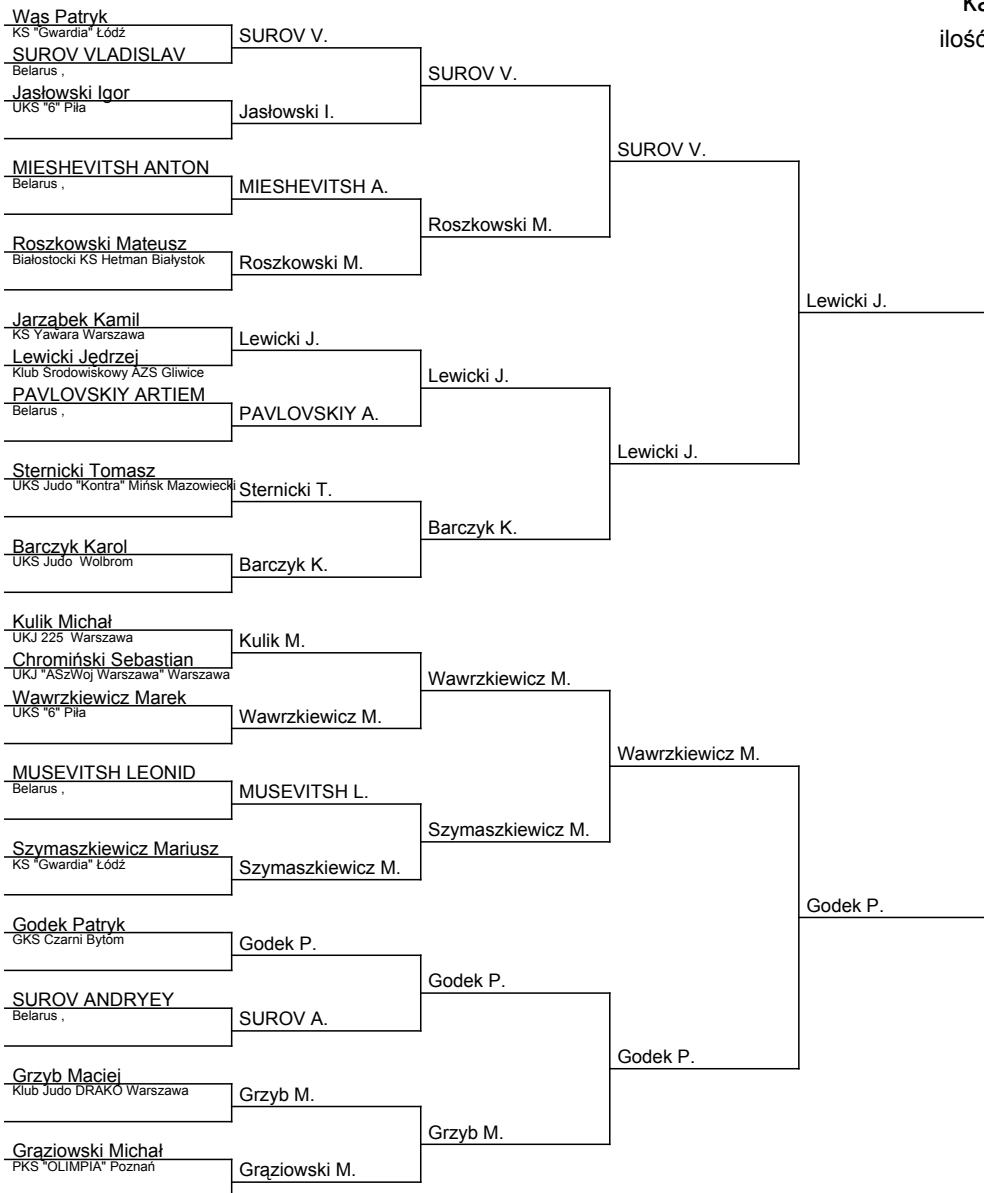 Ka
ilość
Wąs Patryk
KS "Gwardia" Łódź
SUROV VLADISLAV
Belarus ,
Jasłowski Igor
UKS "6" Piła
MIESHEVITSH ANTON
Belarus ,
Roszkowski Mateusz
Białostocki KS Hetman Białystok
Jarząbek Kamil
KS Yawara Warszawa
Lewicki Jędrzej
Klub Środowiskowy AZS Gliwice
PAVLOVSKIY ARTIEM
Belarus ,
Sternicki Tomasz
UKS Judo "Kontra" Mińsk Mazowiecki
Barczyk Karol
UKS Judo Wolbrom
Kulik Michał
UKJ 225 Warszawa
Chromiński Sebastian
UKJ "ASzWoj Warszawa" Warszawa
Wawrzkiewicz Marek
UKS "6" Piła
MUSEVITSH LEONID
Belarus ,
Szymaszkiewicz Mariusz
KS "Gwardia" Łódź
Godek Patryk
GKS Czarni Bytom
SUROV ANDRYEY
Belarus ,
Grzyb Maciej
Klub Judo DRAKO Warszawa
Grąziowski Michał
PKS "OLIMPIA" Poznań
SUROV V.
Jasłowski I.
MIESHEVITSH A.
Roszkowski M.
Lewicki J.
PAVLOVSKIY A.
Sternicki T.
Barczyk K.
Kulik M.
Wawrzkiewicz M.
MUSEVITSH L.
Szymaszkiewicz M.
Godek P.
SUROV A.
Grzyb M.
Grąziowski M.
SUROV V.
Roszkowski M.
Lewicki J.
Barczyk K.
Wawrzkiewicz M.
Szymaszkiewicz M.
Godek P.
Grzyb M.
SUROV V.
Lewicki J.
Wawrzkiewicz M.
Godek P.
Lewicki J.
Godek P.